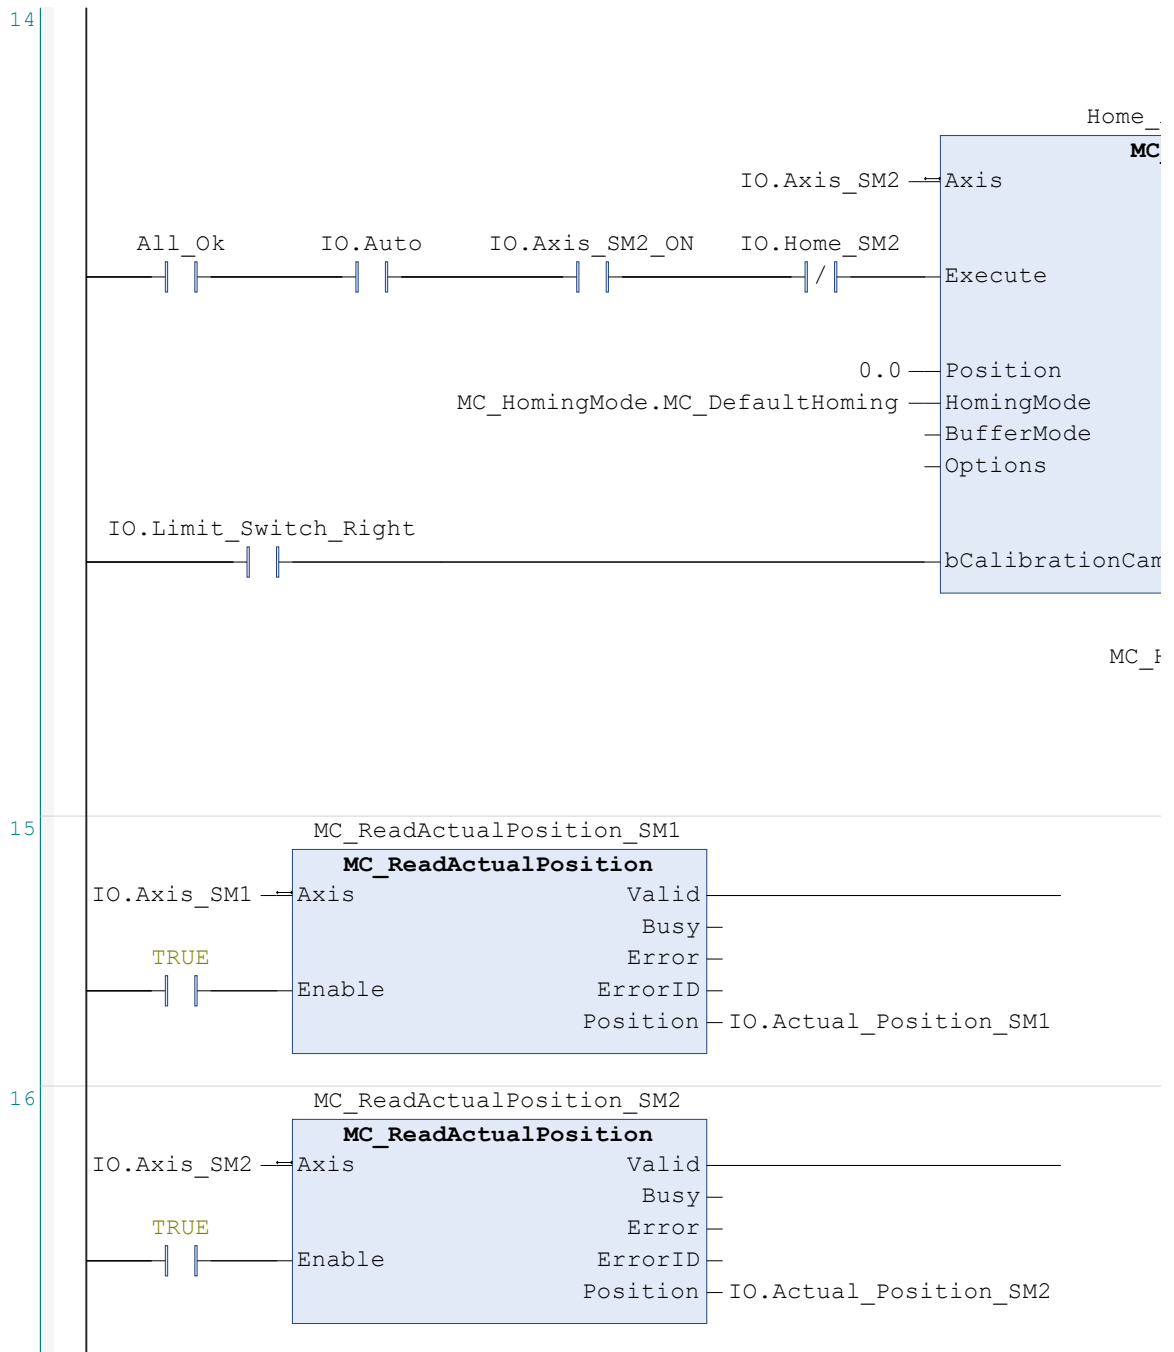 14
Home_
MC_
IO.Axis_SM2 Axis
All_Ok IO.Auto IO.Axis_SM2_ON IO.Home_SM2
/ Execute
0.0 Position
MC_HomingMode.MC_DefaultHoming HomingMode
BufferMode
Options
IO.Limit_Switch_Right
bCalibrationCam
MC_H
15
MC_ReadActualPosition_SM1
MC_ReadActualPosition
IO.Axis_SM1 Axis Valid
Busy
TRUE Error
Enable ErrorID
Position IO.Actual_Position_SM1
16
MC_ReadActualPosition_SM2
MC_ReadActualPosition
IO.Axis_SM2 Axis Valid
Busy
TRUE Error
Enable ErrorID
Position IO.Actual_Position_SM2